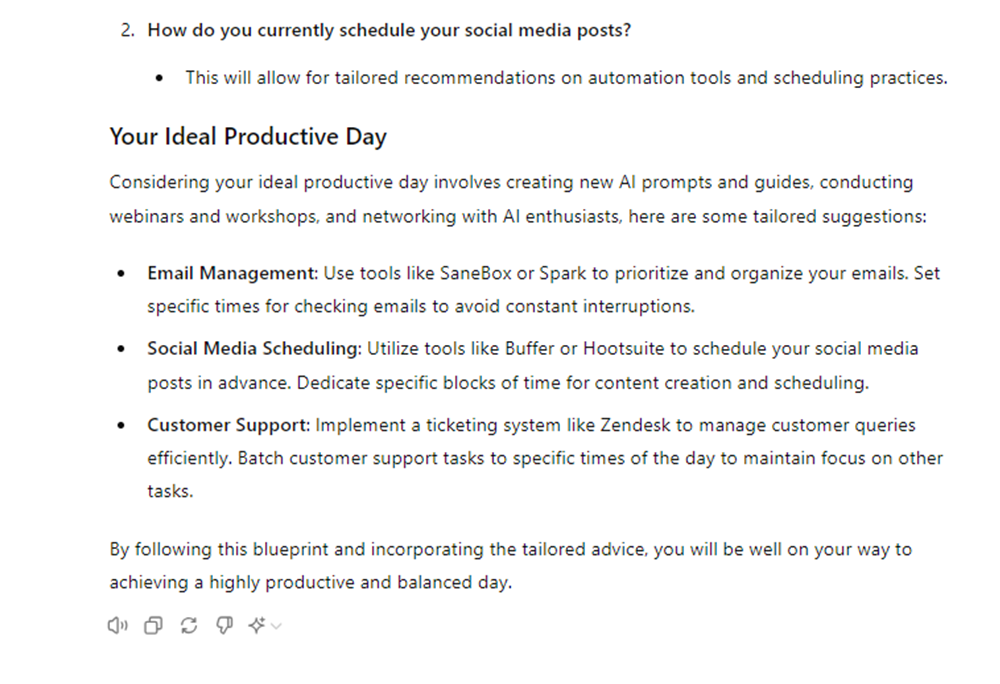 2. How do you currently schedule your social media posts?
• This will allow for tailored recommendations on automation tools and scheduling practices.
Your Ideal Productive Day
Considering your ideal productive day involves creating new AI prompts and guides, conducting
webinars and workshops, and networking with AI enthusiasts, here are some tailored suggestions:
• Email Management: Use tools like SaneBox or Spark to prioritize and organize your emails. Set
specific times for checking emails to avoid constant interruptions.
• Social Media Scheduling: Utilize tools like Buffer or Hootsuite to schedule your social media
posts in advance. Dedicate specific blocks of time for content creation and scheduling.
• Customer Support: Implement a ticketing system like Zendesk to manage customer queries
efficiently. Batch customer support tasks to specific times of the day to maintain focus on other
tasks.
By following this blueprint and incorporating the tailored advice, you will be well on your way to
achieving a highly productive and balanced day.